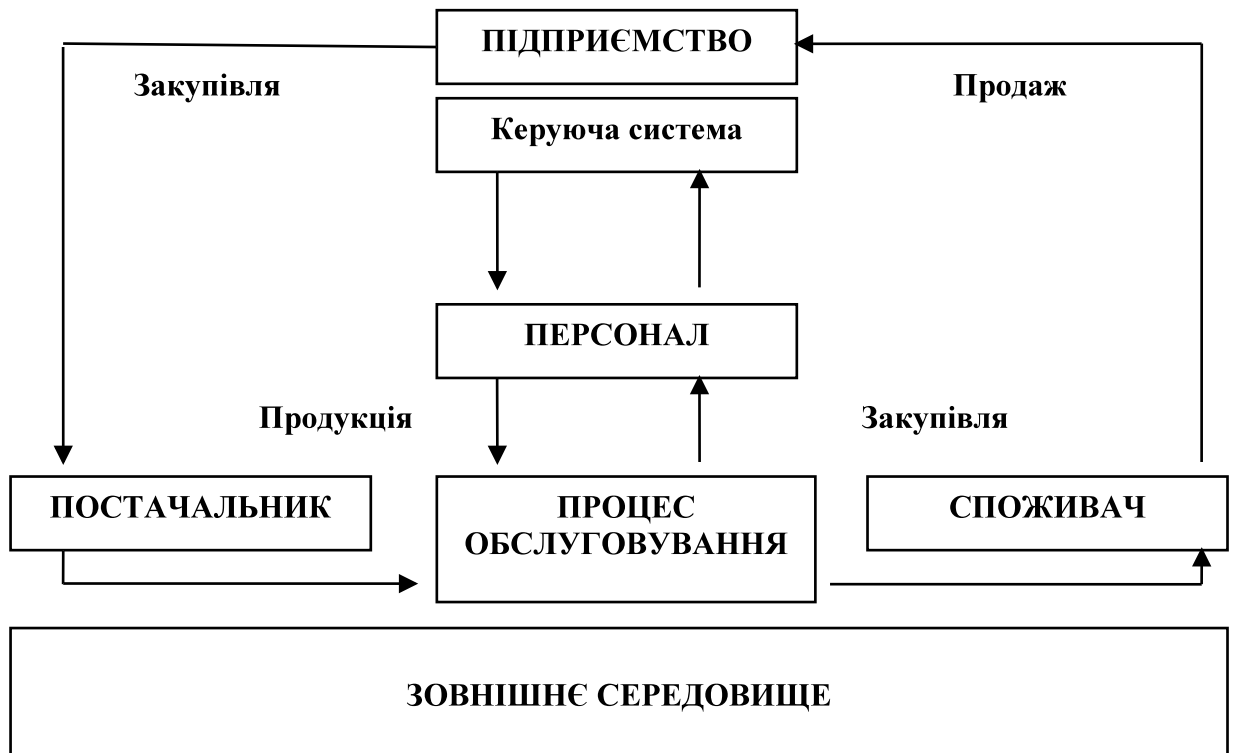 ПІДПРИЄМСТВО
Закупівля
Продаж
Керуюча система
ПЕРСОНАЛ
Продукція
Закупівля
ПОСТАЧАЛЬНИК
ПРОЦЕС
ОБСЛУГОВУВАННЯ
СПОЖИВАЧ
ЗОВНІШНЄ СЕРЕДОВИЩЕ